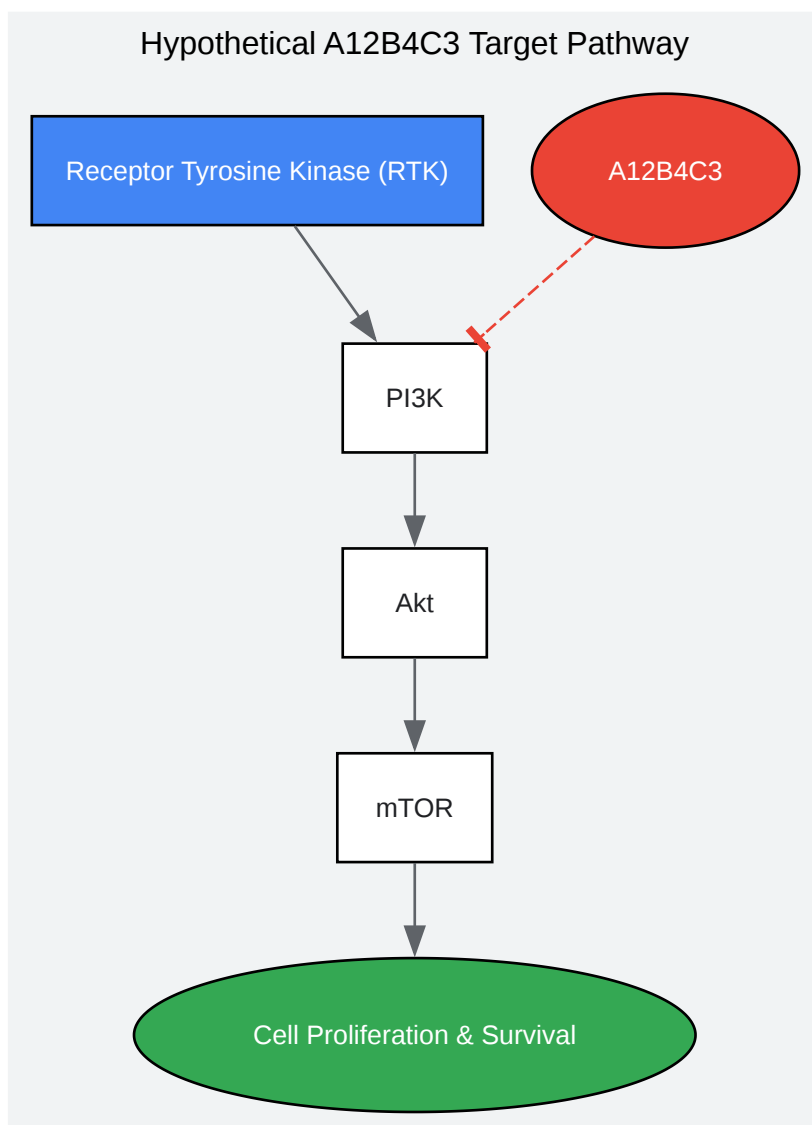 Hypothetical A12B4C3 Target Pathway
Receptor Tyrosine Kinase (RTK)
A12B4C3
PI3K
Akt
mTOR
Cell Proliferation & Survival